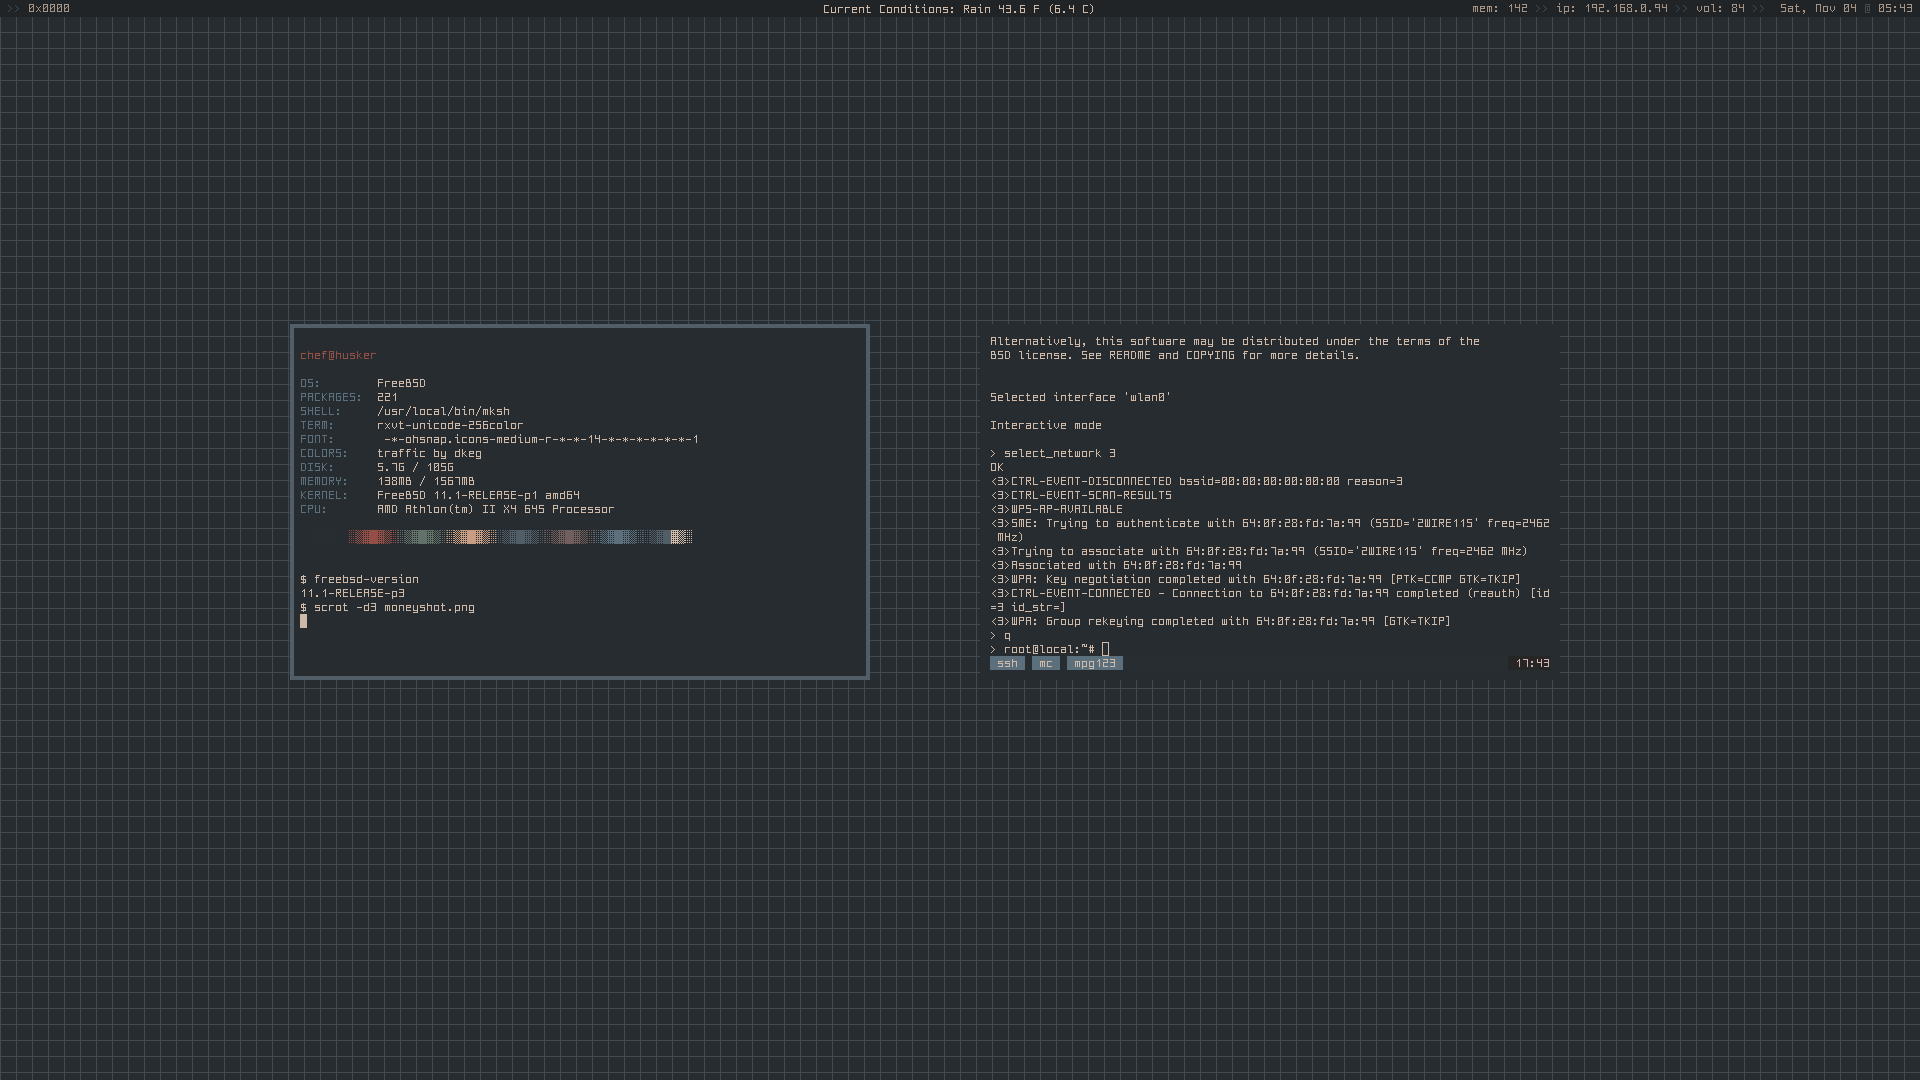 >> 0x0000
Current Conditions: Rain 43.6 F (6.4 C)
mem: 142 >> ip: 192.168.0.94 >> vol: 84 >> Sat, Nov 04 @ 05:43
chef@husker
OS: FreeBSD
PACKAGES: 221
SHELL: /usr/local/bin/mksh
TERM: rxvt-unicode-256color
FONT: -*-ohsnap.icons-medium-r-*-*-14-*-*-*-*-*-*-1
COLORS: traffic by dkeg
DISK: 5.7G / 105G
MEMORY: 138MB / 1567MB
KERNEL: FreeBSD 11.1-RELEASE-p1 amd64
CPU: AMD Athlon(tm) II X4 645 Processor
$ freebsd-version
11.1-RELEASE-p3
$ scrot -d3 moneyshot.png
Alternatively, this software may be distributed under the terms of the
BSD license. See README and COPYING for more details.
Selected interface 'wlan0'
Interactive mode
> select_network 3
OK
<3>CTRL-EVENT-DISCONNECTED bssid=00:00:00:00:00:00 reason=3
<3>CTRL-EVENT-SCAN-RESULTS
<3>WPS-AP-AVAILABLE
<3>SME: Trying to authenticate with 64:0f:28:fd:7a:99 (SSID='2WIRE115' freq=2462
MHz)
<3>Trying to associate with 64:0f:28:fd:7a:99 (SSID='2WIRE115' freq=2462 MHz)
<3>Associated with 64:0f:28:fd:7a:99
<3>WPA: Key negotiation completed with 64:0f:28:fd:7a:99 [PTK=CCMP GTK=TKIP]
<3>CTRL-EVENT-CONNECTED - Connection to 64:0f:28:fd:7a:99 completed (reauth) [id
=3 id_str=]
<3>WPA: Group rekeying completed with 64:0f:28:fd:7a:99 [GTK=TKIP]
> q
> root@local:~#
ssh mc mpg123 17:43